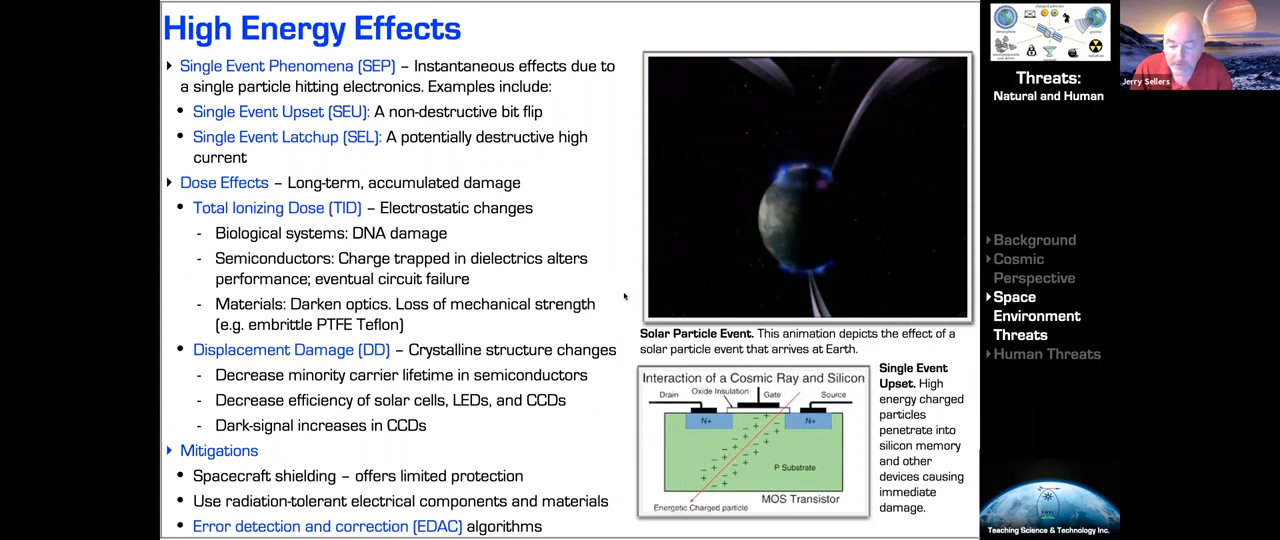 High Energy Effects
Single Event Phenomena (SEP) – Instantaneous effects due to
a single particle hitting electronics. Examples include:
Single Event Upset (SEU): A non-destructive bit flip
Single Event Latchup (SEL): A potentially destructive high
current
Dose Effects – Long-term, accumulated damage
Total Ionizing Dose (TID) – Electrostatic changes
- Biological systems: DNA damage
- Semiconductors: Charge trapped in dielectrics alters
performance; eventual circuit failure
- Materials: Darken optics. Loss of mechanical strength
(e.g. embrittle PTFE Teflon)
Displacement Damage (DD) – Crystalline structure changes
- Decrease minority carrier lifetime in semiconductors
- Decrease efficiency of solar cells, LEDs, and CCDs
- Dark-signal increases in CCDs
Mitigations
Spacecraft shielding – offers limited protection
Use radiation-tolerant electrical components and materials
Error detection and correction (EDAC) algorithms
Solar Particle Event. This animation depicts the effect of a
solar particle event that arrives at Earth.
Interaction of a Cosmic Ray and Silicon
Drain
Oxide Insulation
Gate
Source
N+
N+
P Substrate
MOS Transistor
Energetic Charged particle
Single Event
Upset. High
energy charged
particles
penetrate into
silicon memory
and other
devices causing
immediate
damage.
charged particles
Threats:
Natural and Human
Background
Cosmic
Perspective
Space
Environment
Threats
Human Threats
Teaching Science & Technology Inc.
Jerry Sellers